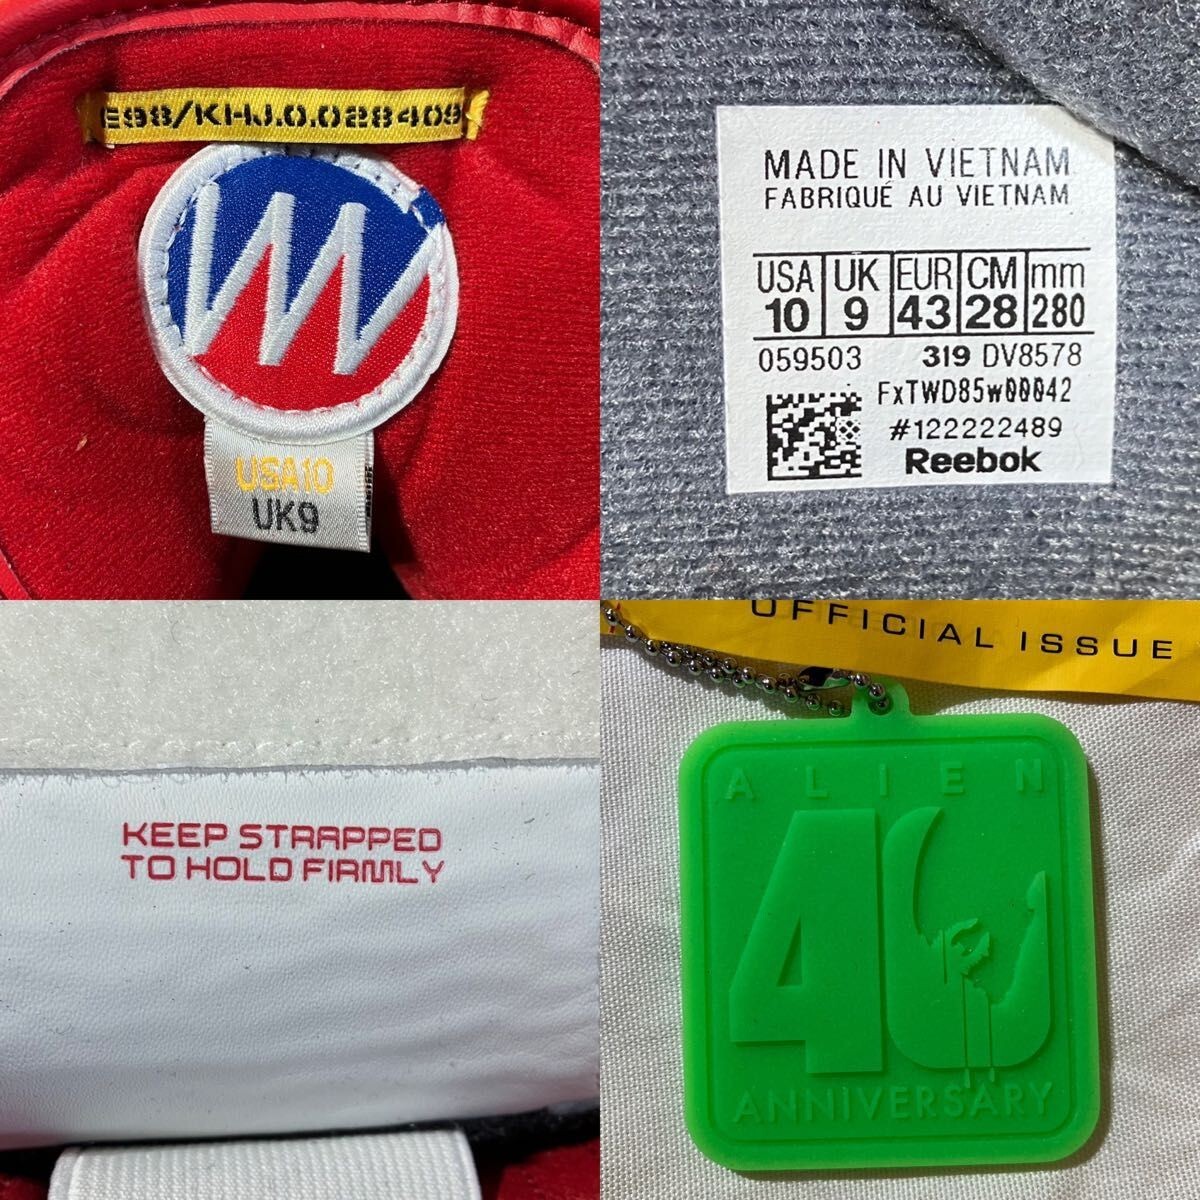 E98/KHJ.0.028409
USA10
UK9
MADE IN VIETNAM
FABRIQUÉ AU VIETNAM
USA UK EUR CM mm
10 9 43 28 280
059503 319 DV8578
FxTWD85w00042
#122222489
Reebok
KEEP STRAPPED
TO HOLD FIRMLY
OFFICIAL ISSUE
ALIEN
40
ANNIVERSARY